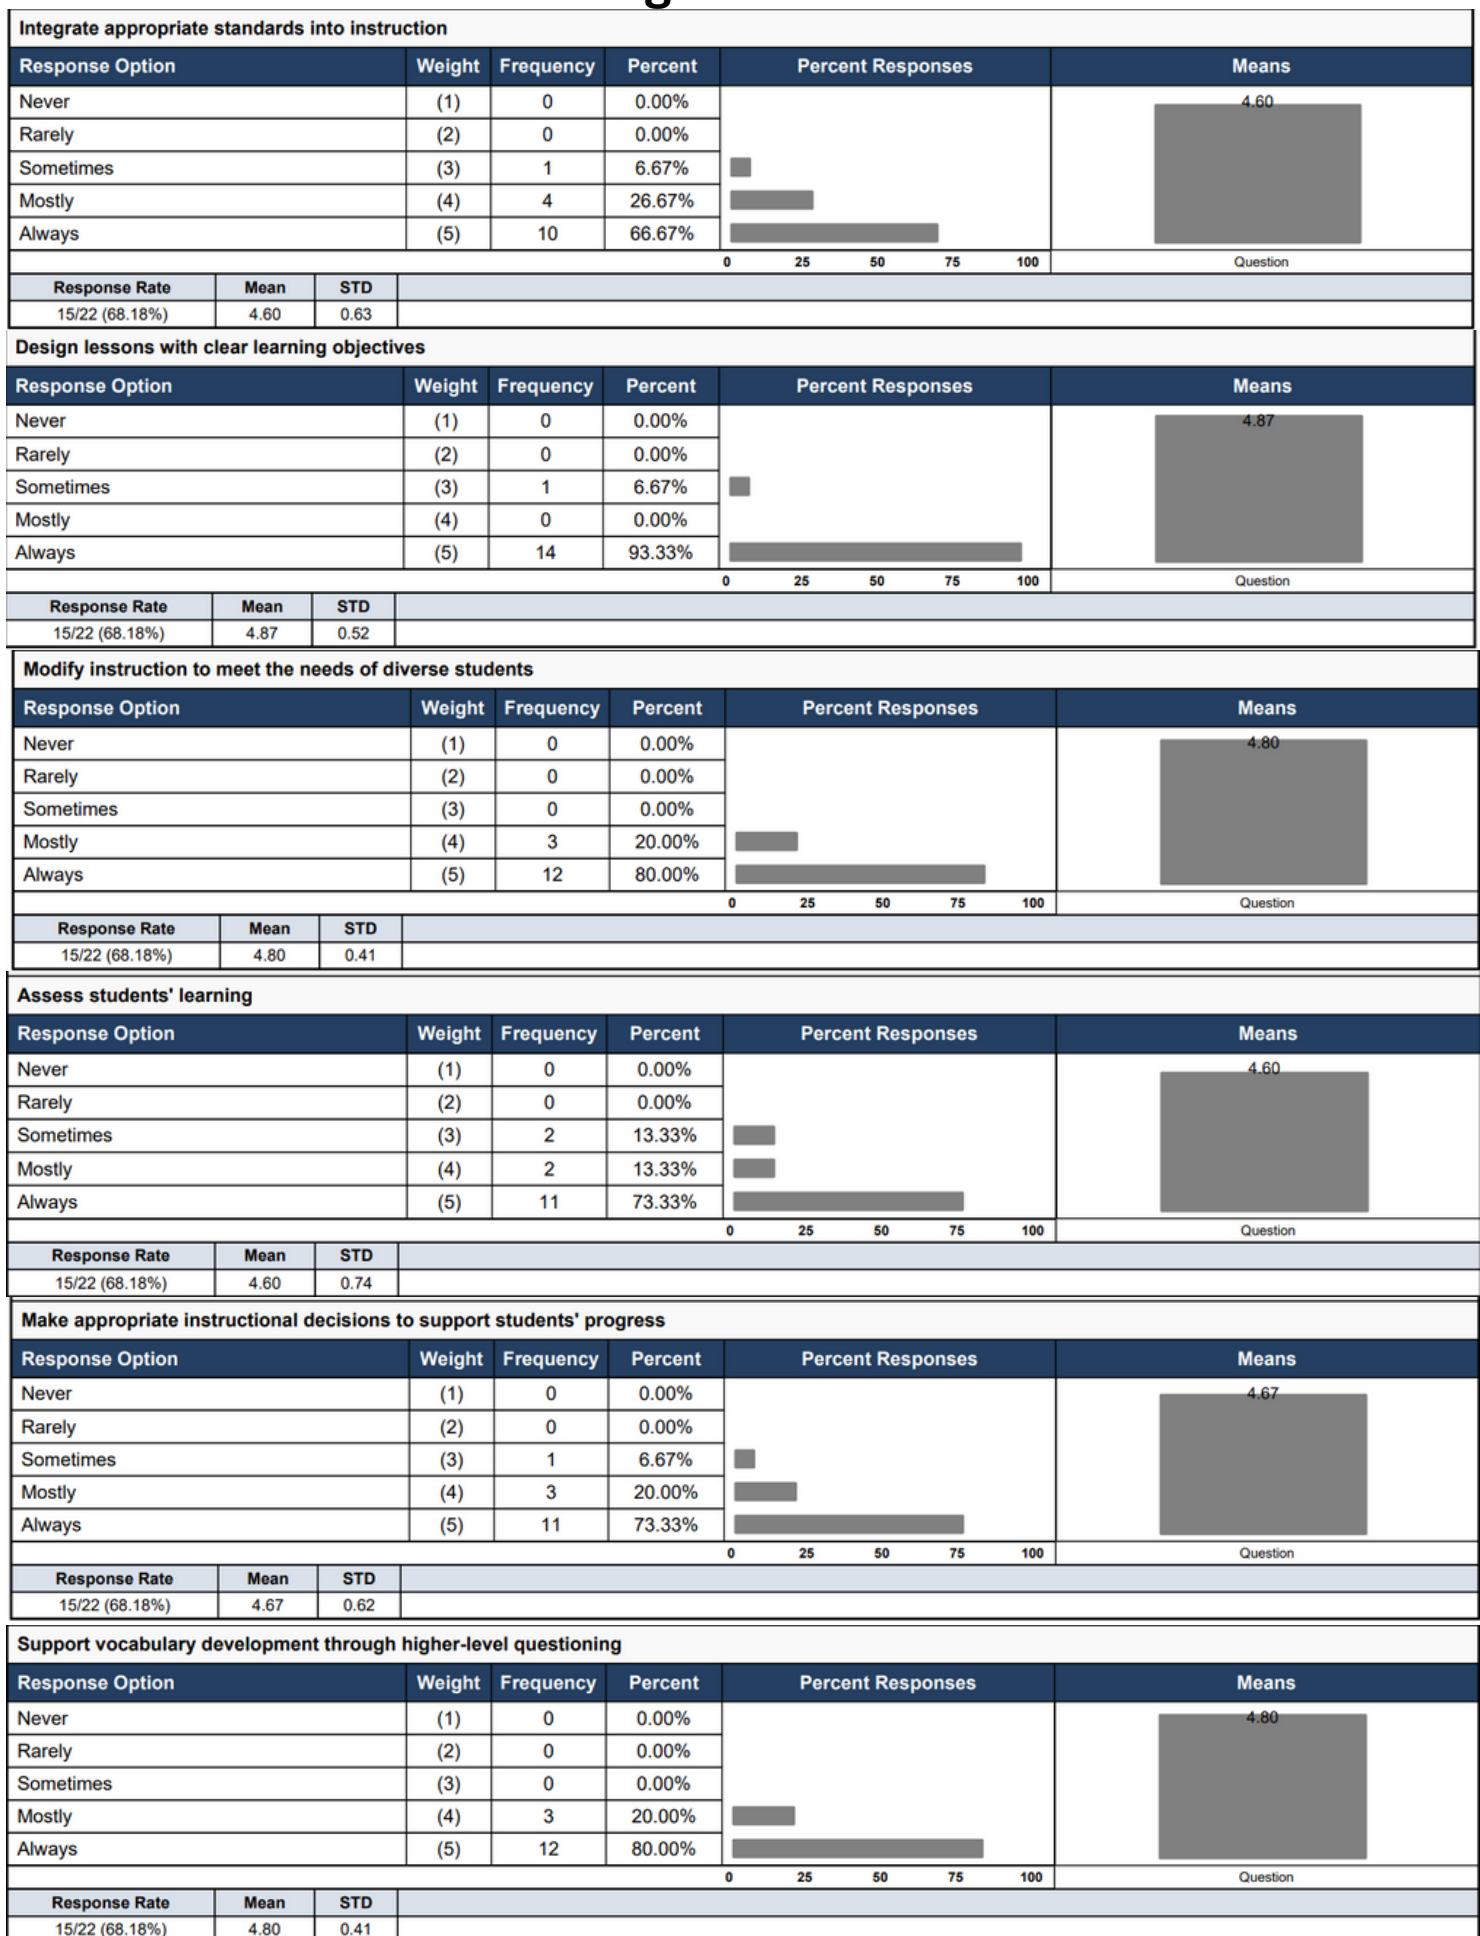 Integrate appropriate standards into instruction
Response Option Weight Frequency Percent Percent Responses Means
Never (1) 0 0.00% 4.60
Rarely (2) 0 0.00%
Sometimes (3) 1 6.67%
Mostly (4) 4 26.67%
Always (5) 10 66.67%
0 25 50 75 100 Question
Response Rate Mean STD
15/22 (68.18%) 4.60 0.63
Design lessons with clear learning objectives
Response Option Weight Frequency Percent Percent Responses Means
Never (1) 0 0.00% 4.87
Rarely (2) 0 0.00%
Sometimes (3) 1 6.67%
Mostly (4) 0 0.00%
Always (5) 14 93.33%
0 25 50 75 100 Question
Response Rate Mean STD
15/22 (68.18%) 4.87 0.52
Modify instruction to meet the needs of diverse students
Response Option Weight Frequency Percent Percent Responses Means
Never (1) 0 0.00% 4.80
Rarely (2) 0 0.00%
Sometimes (3) 0 0.00%
Mostly (4) 3 20.00%
Always (5) 12 80.00%
0 25 50 75 100 Question
Response Rate Mean STD
15/22 (68.18%) 4.80 0.41
Assess students' learning
Response Option Weight Frequency Percent Percent Responses Means
Never (1) 0 0.00% 4.60
Rarely (2) 0 0.00%
Sometimes (3) 2 13.33%
Mostly (4) 2 13.33%
Always (5) 11 73.33%
0 25 50 75 100 Question
Response Rate Mean STD
15/22 (68.18%) 4.60 0.74
Make appropriate instructional decisions to support students' progress
Response Option Weight Frequency Percent Percent Responses Means
Never (1) 0 0.00% 4.67
Rarely (2) 0 0.00%
Sometimes (3) 1 6.67%
Mostly (4) 3 20.00%
Always (5) 11 73.33%
0 25 50 75 100 Question
Response Rate Mean STD
15/22 (68.18%) 4.67 0.62
Support vocabulary development through higher-level questioning
Response Option Weight Frequency Percent Percent Responses Means
Never (1) 0 0.00% 4.80
Rarely (2) 0 0.00%
Sometimes (3) 0 0.00%
Mostly (4) 3 20.00%
Always (5) 12 80.00%
0 25 50 75 100 Question
Response Rate Mean STD
15/22 (68.18%) 4.80 0.41